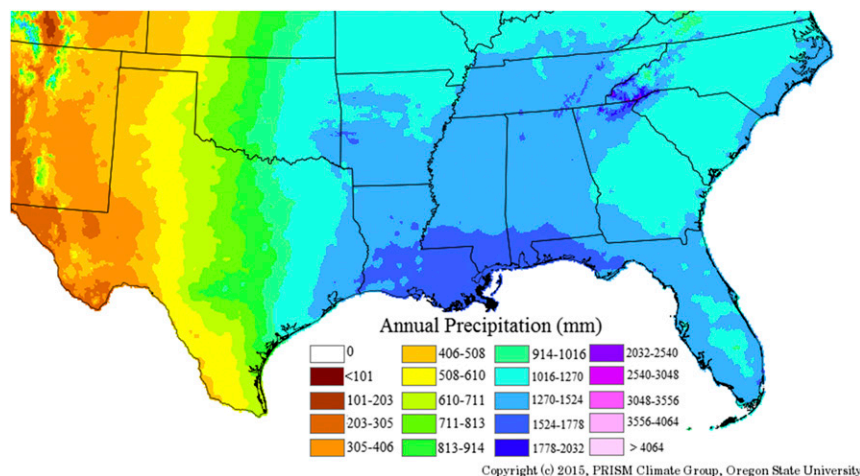 Annual Precipitation (mm)
0 406-508 914-1016 2032-2540
<101 508-610 1016-1270 2540-3048
101-203 610-711 1270-1524 3048-3556
203-305 711-813 1524-1778 3556-4064
305-406 813-914 1778-2032 > 4064
Copyright (c) 2015, PRISM Climate Group, Oregon State University